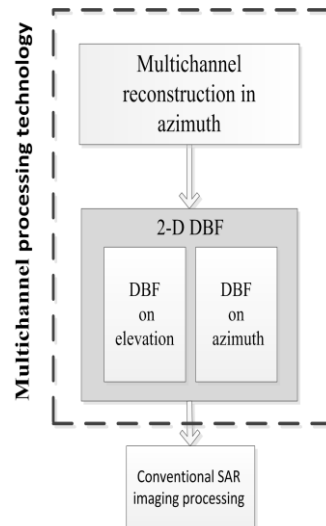 Multichannel processing technology
Multichannel
reconstruction in
azimuth
2-D DBF
DBF
on
elevation
DBF
on
azimuth
Conventional SAR
imaging processing